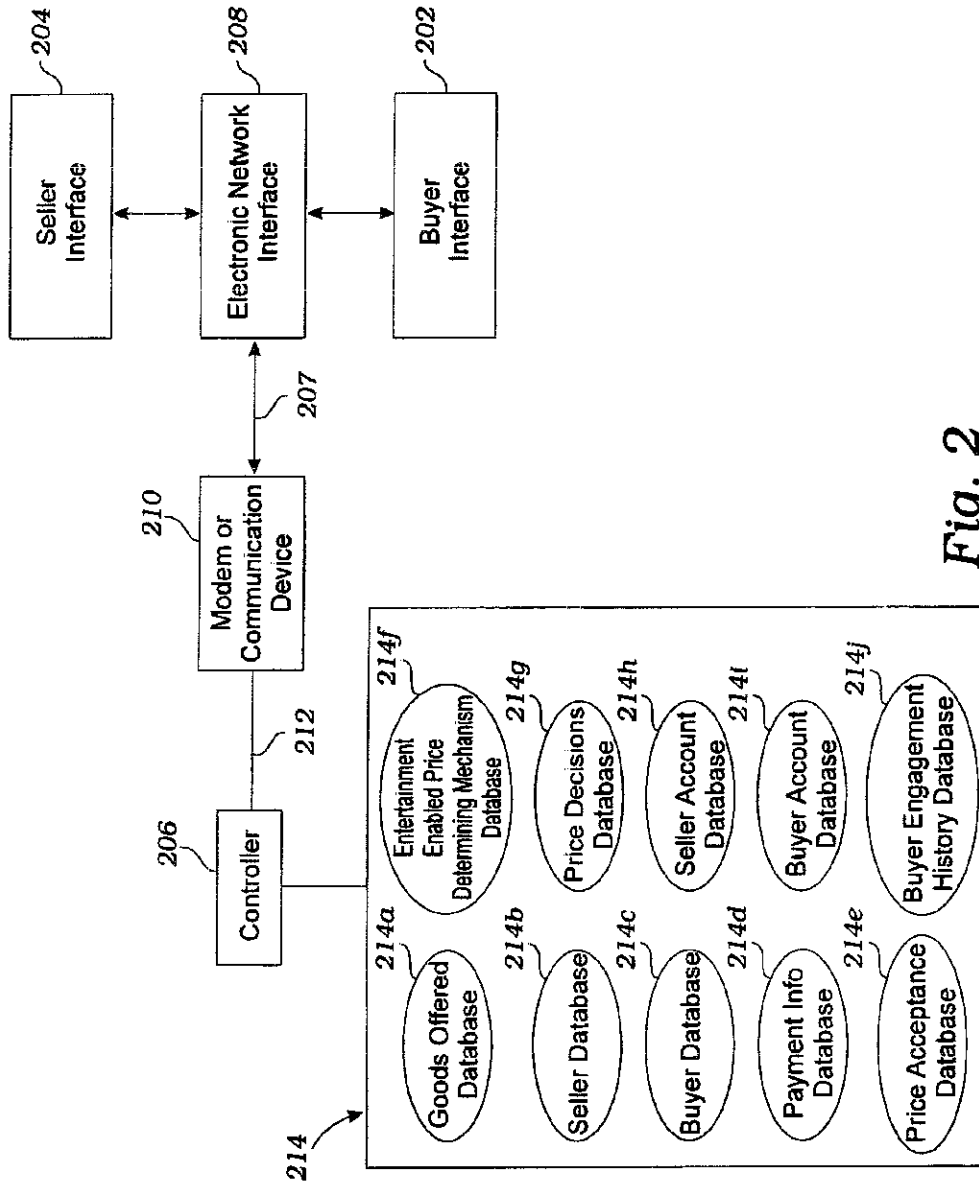 204
Seller
Interface
208
Electronic Network
Interface
202
Buyer
Interface
207
210
Modem or
Communication
Device
212
206
Controller
214
214a
Goods Offered
Database
214b
Seller Database
214c
Buyer Database
214d
Payment Info
Database
214e
Price Acceptance
Database
214f
Entertainment
Enabled Price
Determining Mechanism
Database
214g
Price Decisions
Database
214h
Seller Account
Database
214i
Buyer Account
Database
214j
Buyer Engagement
History Database
Fig. 2